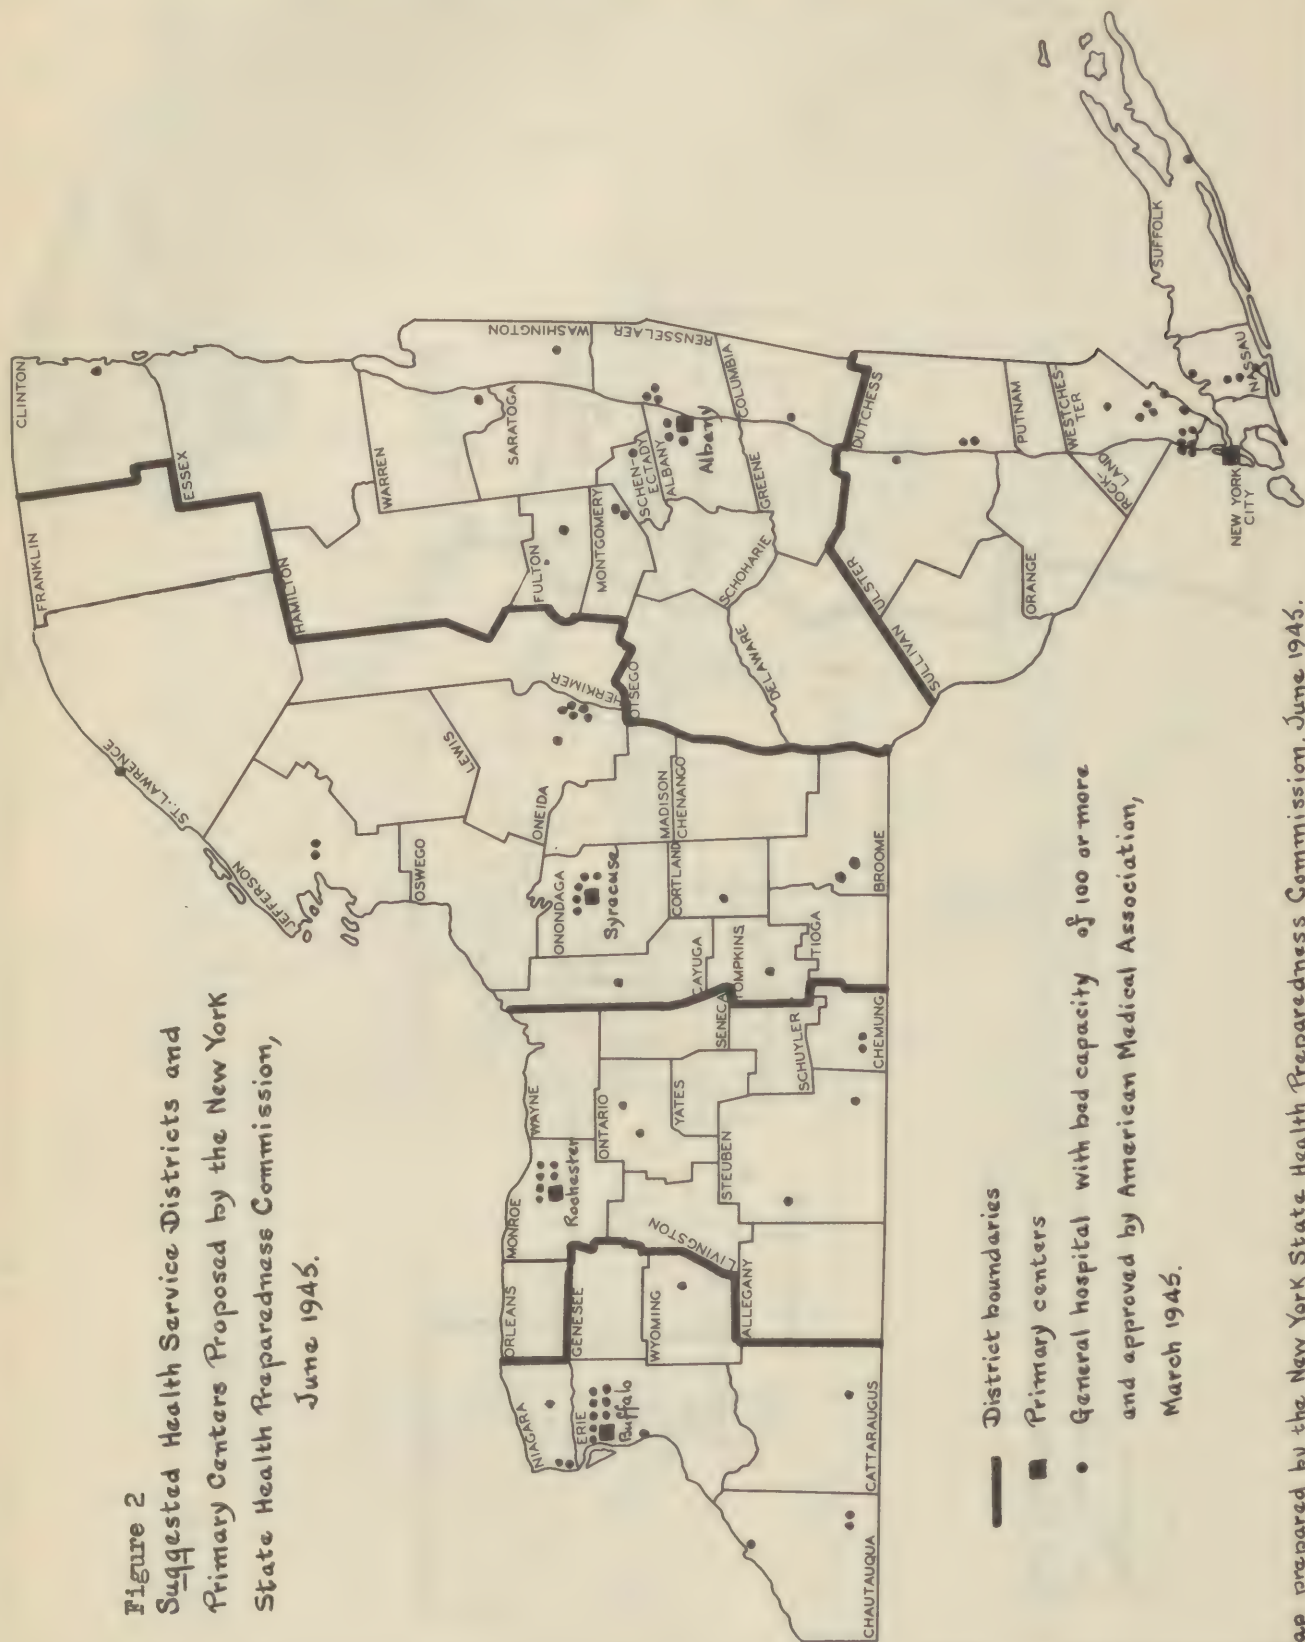 Figure 2
Suggested Health Service Districts and
Primary Centers Proposed by the New York
State Health Preparedness Commission,
June 1945.
CLINTON
FRANKLIN
ESSEX
ST. LAWRENCE
HAMILTON
WARREN
WASHINGTON
JEFFERSON
LEWIS
HERKIMER
SARATOGA
FULTON
MONTGOMERY
SCHEN-
ECTADY
RENSSELAER
ALBANY
Albany
OSWEGO
ONEIDA
OTSEGO
SCHOHARIE
GREENE
COLUMBIA
NIAGARA
ORLEANS
MONROE
Rochester
WAYNE
ONONDAGA
Syracuse
MADISON
CHENANGO
CORTLAND
CAYUGA
SENECA
ONTARIO
YATES
GENESEE
ERIE
Buffalo
WYOMING
LIVINGSTON
STEUBEN
SCHUYLER
TOMPKINS
TIOGA
DELAWARE
ULSTER
DUTCHESS
SULLIVAN
CHAUTAUQUA
CATTARAUGUS
ALLEGANY
CHEMUNG
BROOME
ORANGE
PUTNAM
ROCK-
LAND
WESTCHES-
TER
NEW YORK
CITY
NASSAU
SUFFOLK
District boundaries
Primary centers
General hospital with bed capacity of 100 or more
and approved by American Medical Association,
March 1945.
prepared by the New York State Health Preparedness Commission, June 1945.